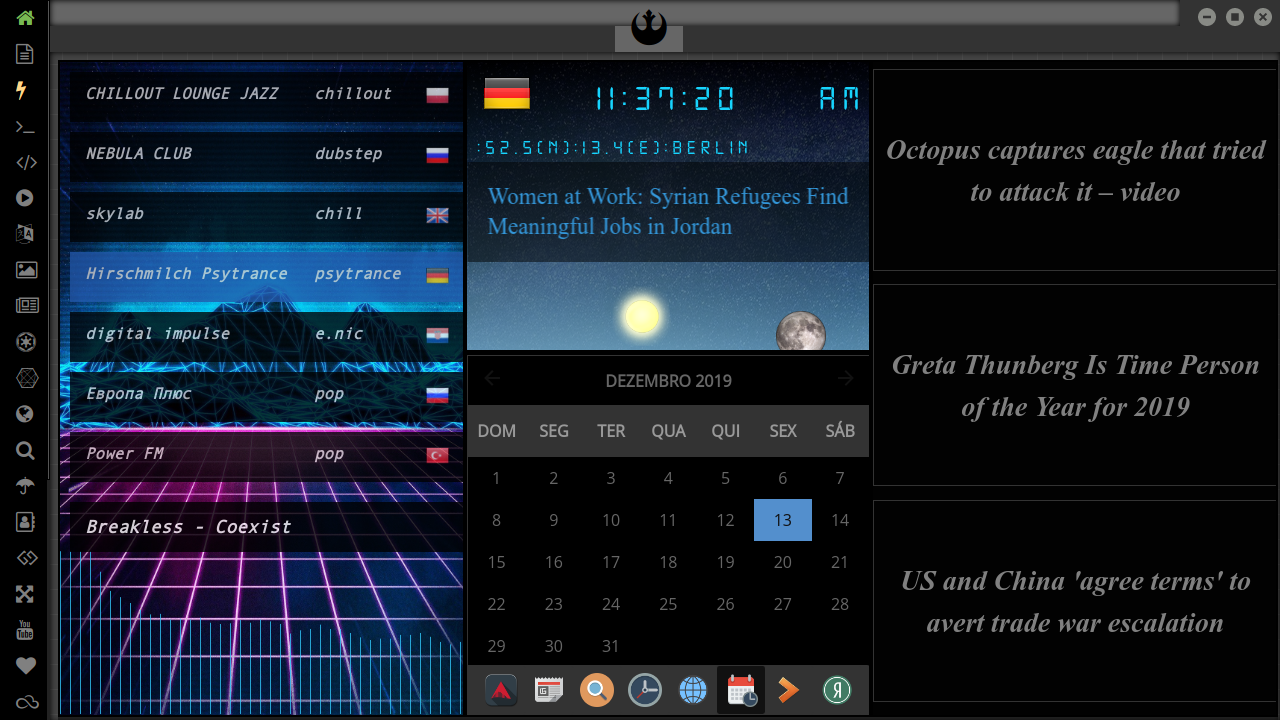 CHILLOUT LOUNGE JAZZ chillout
NEBULA CLUB dubstep
skylab chill
Hirschmilch Psytrance psytrance
digital impulse e.nic
Европа Плюс pop
Power FM pop
Breakless - Coexist
11:37:20 AM
:52.5(N):13.4(E):BERLIN
Women at Work: Syrian Refugees Find
Meaningful Jobs in Jordan
DEZEMBRO 2019
DOM SEG TER QUA QUI SEX SÁB
1 2 3 4 5 6 7
8 9 10 11 12 13 14
15 16 17 18 19 20 21
22 23 24 25 26 27 28
29 30 31
Octopus captures eagle that tried
to attack it – video
Greta Thunberg Is Time Person
of the Year for 2019
US and China 'agree terms' to
avert trade war escalation
You
Tube
Я